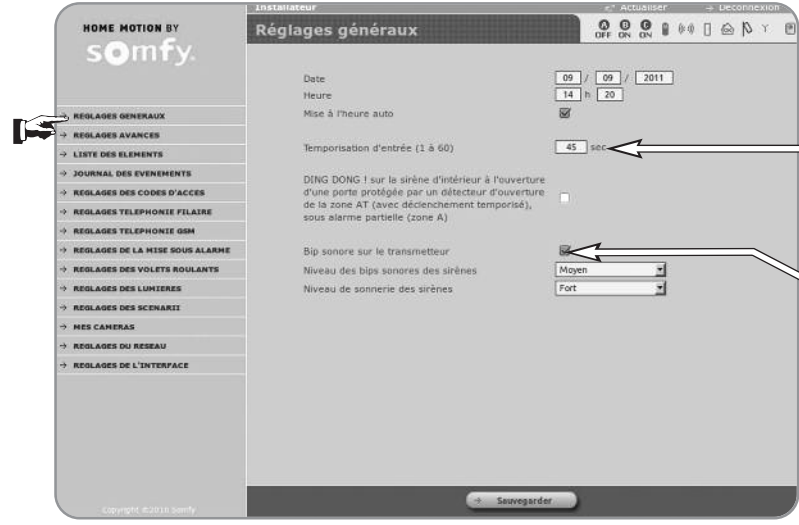 HOME MOTION BY
somfy.
→ REGLAGES GENERAUX
→ REGLAGES AVANCES
→ LISTE DES ELEMENTS
→ JOURNAL DES EVENEMENTS
→ REGLAGES DES CODES D'ACCES
→ REGLAGES TELEPHONIE FILAIRE
→ REGLAGES TELEPHONIE GSM
→ REGLAGES DE LA MISE SOUS ALARME
→ REGLAGES DES VOLETS ROULANTS
→ REGLAGES DES LUMIERES
→ REGLAGES DES SCENARII
→ MES CAMERAS
→ REGLAGES DU RESEAU
→ REGLAGES DE L'INTERFACE
Copyright ©2010 Somfy
Installateur
Actualiser
→ Deconnexion
Réglages généraux
A B C
OFF ON ON
Date 09 / 09 / 2011
Heure 14 h 20
Mise à l'heure auto
Temporisation d'entrée (1 à 60) 45 sec
DING DONG ! sur la sirène d'intérieur à l'ouverture
d'une porte protégée par un détecteur d'ouverture
de la zone AT (avec déclenchement temporisé),
sous alarme partielle (zone A)
Bip sonore sur le transmetteur
Niveau des bips sonores des sirènes Moyen
Niveau de sonnerie des sirènes Fort
→ Sauvegarder